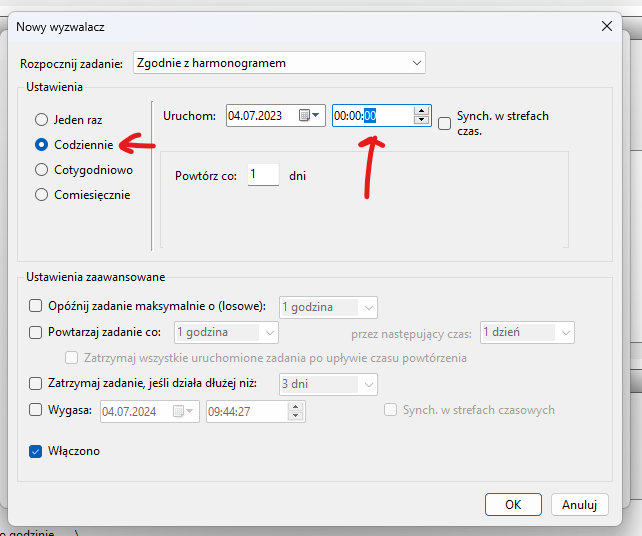 Nowy wyzwalacz
Rozpocznij zadanie: Zgodnie z harmonogramem
Ustawienia
Jeden raz
Codziennie
Cotygodniowo
Comiesięcznie
Uruchom: 04.07.2023 00:00:00 Synch. w strefach
czas.
Powtórz co: 1 dni
Ustawienia zaawansowane
Opóźnij zadanie maksymalnie o (losowe): 1 godzina
Powtarzaj zadanie co: 1 godzina przez następujący czas: 1 dzień
Zatrzymaj wszystkie uruchomione zadania po upływie czasu powtórzenia
Zatrzymaj zadanie, jeśli działa dłużej niż: 3 dni
Wygasa: 04.07.2024 09:44:27 Synch. w strefach czasowych
Włączono
OK Anuluj
o godzinie